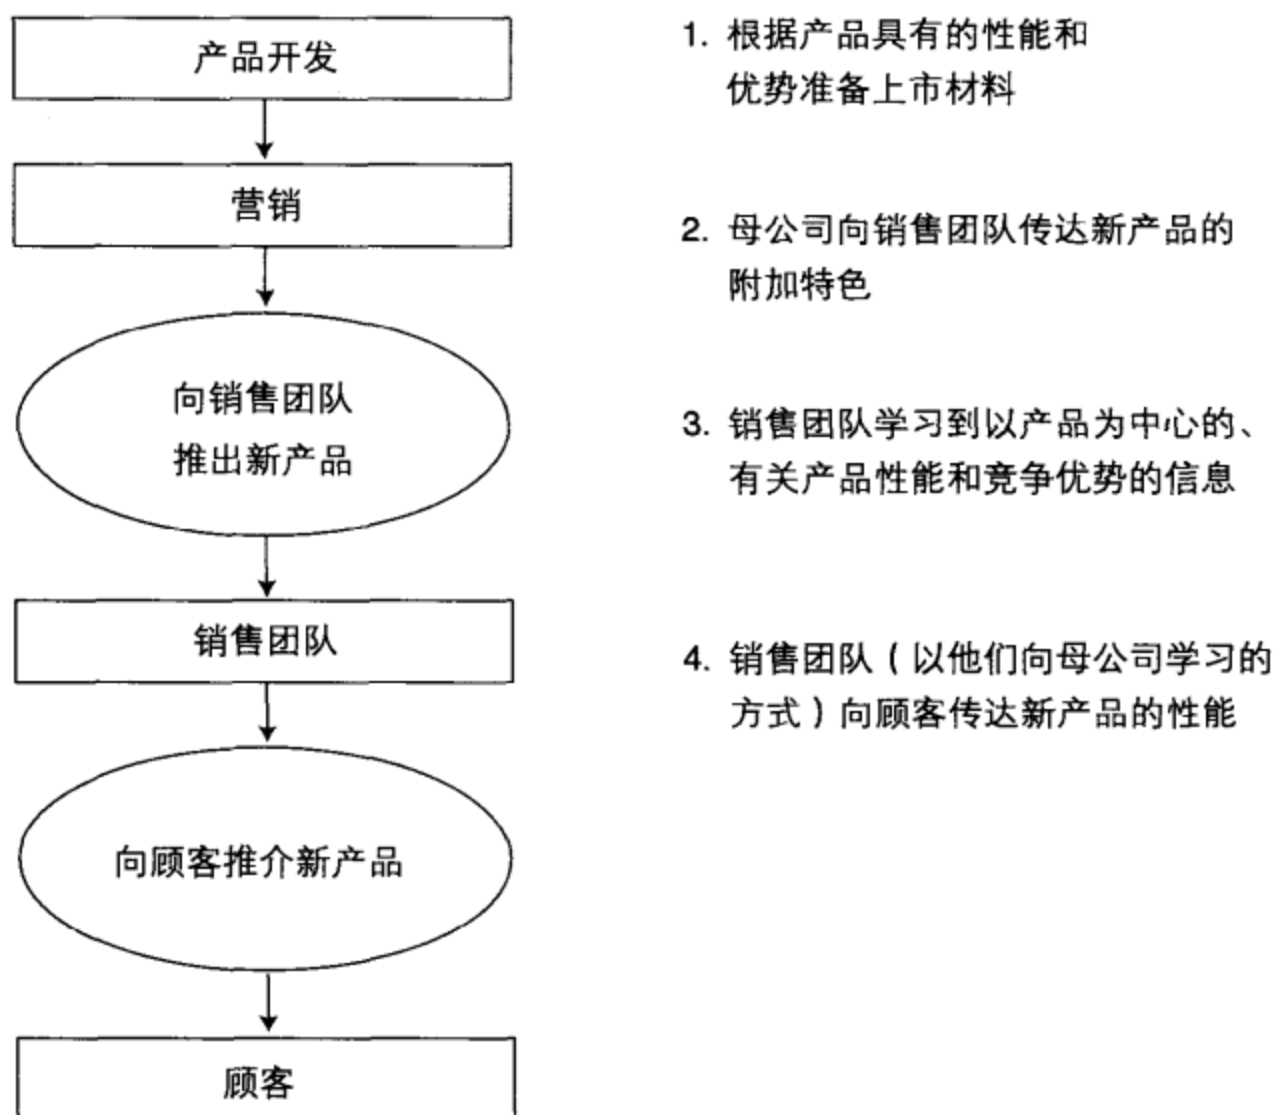 产品开发
营销
向销售团队
推出新产品
销售团队
向顾客推介新产品
顾客
1. 根据产品具有的性能和
优势准备上市材料
2. 母公司向销售团队传达新产品的
附加特色
3. 销售团队学习到以产品为中心的、
有关产品性能和竞争优势的信息
4. 销售团队（以他们向母公司学习的
方式）向顾客传达新产品的性能